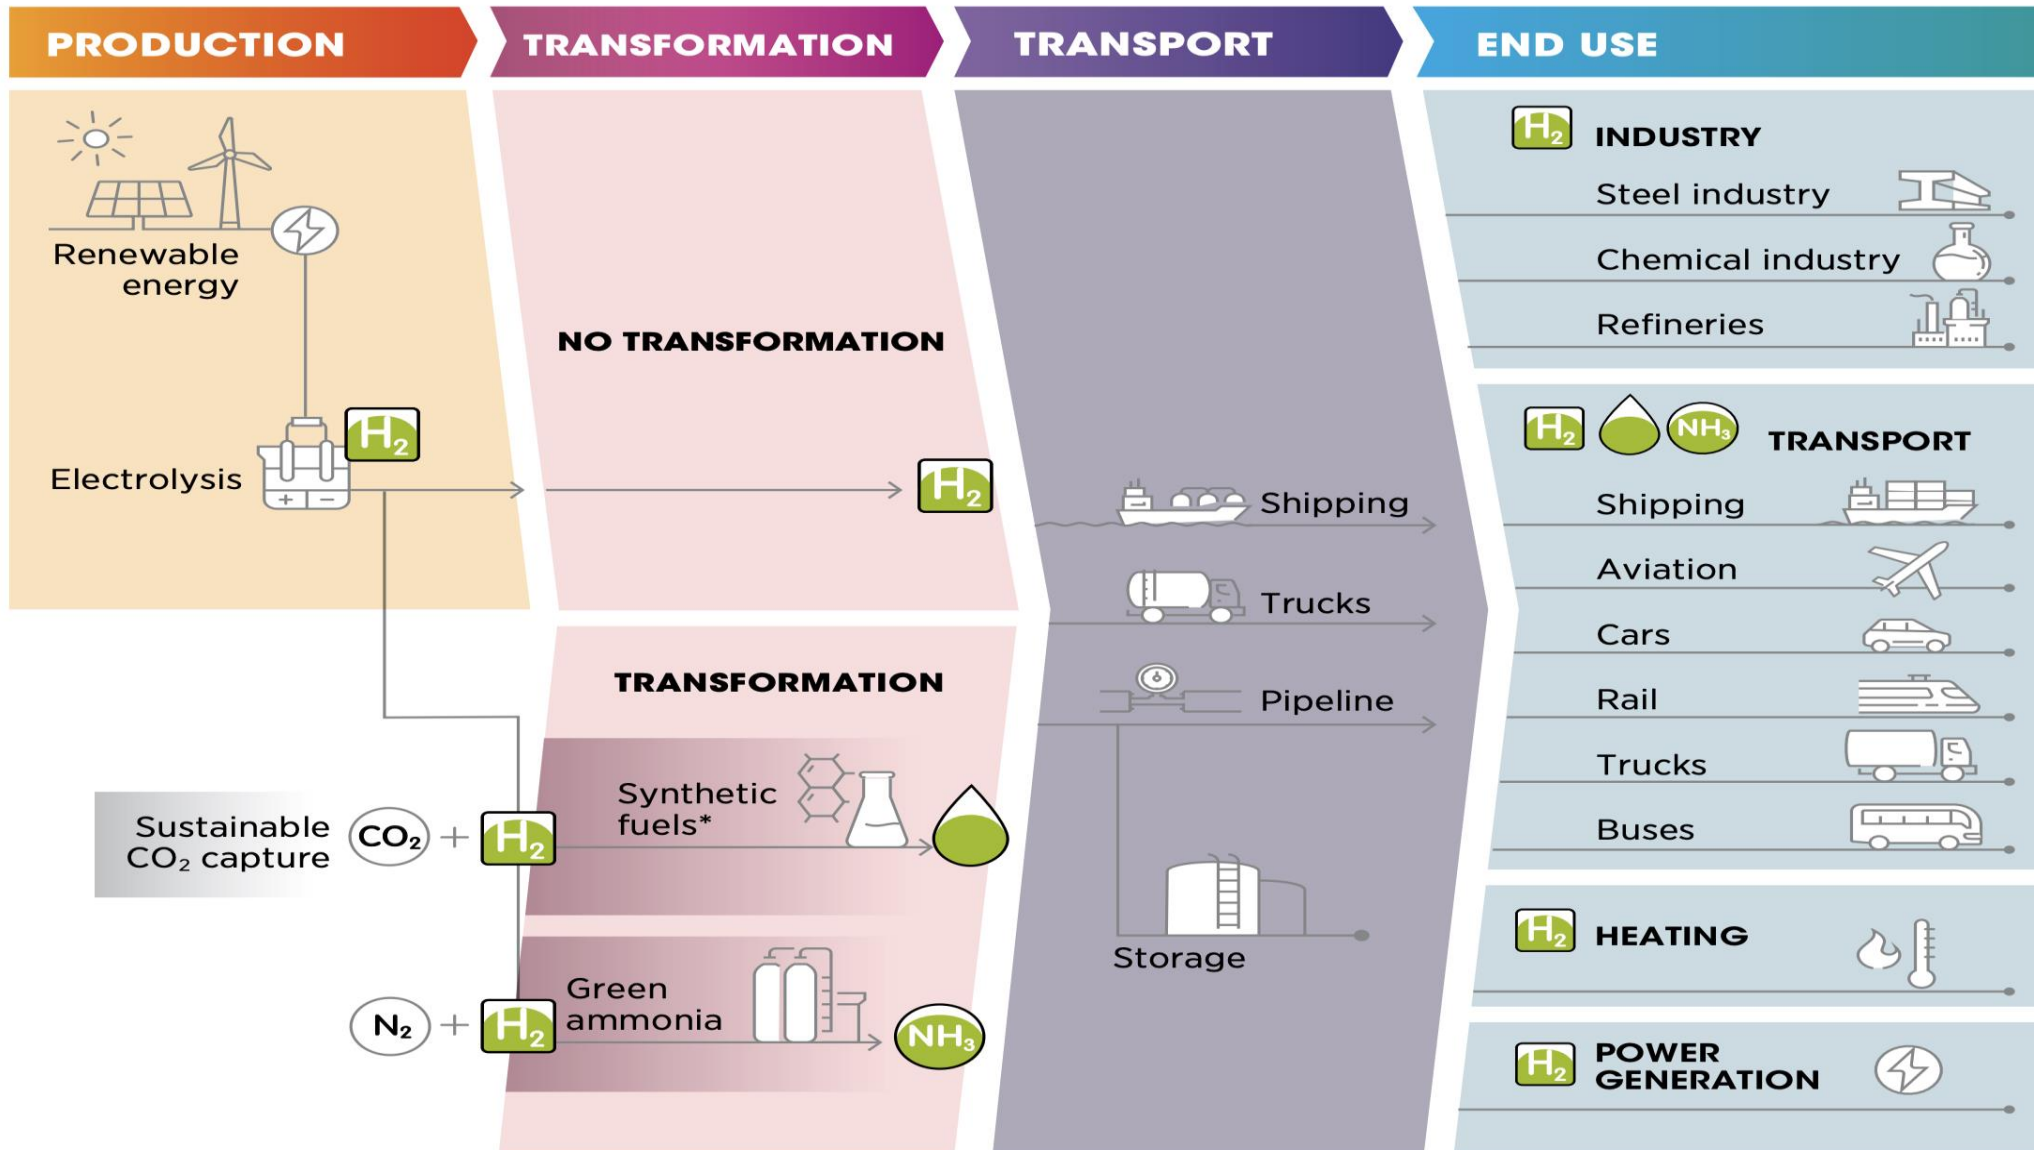 PRODUCTION
TRANSFORMATION
TRANSPORT
END USE
Renewable
energy
Electrolysis
H₂
+ −
NO TRANSFORMATION
H₂
TRANSFORMATION
Sustainable
CO₂ capture
CO₂ + H₂
Synthetic
fuels*
N₂ + H₂
Green
ammonia
NH₃
Shipping
Trucks
Pipeline
Storage
H₂ INDUSTRY
Steel industry
Chemical industry
Refineries
H₂ NH₃ TRANSPORT
Shipping
Aviation
Cars
Rail
Trucks
Buses
H₂ HEATING
H₂ POWER
GENERATION